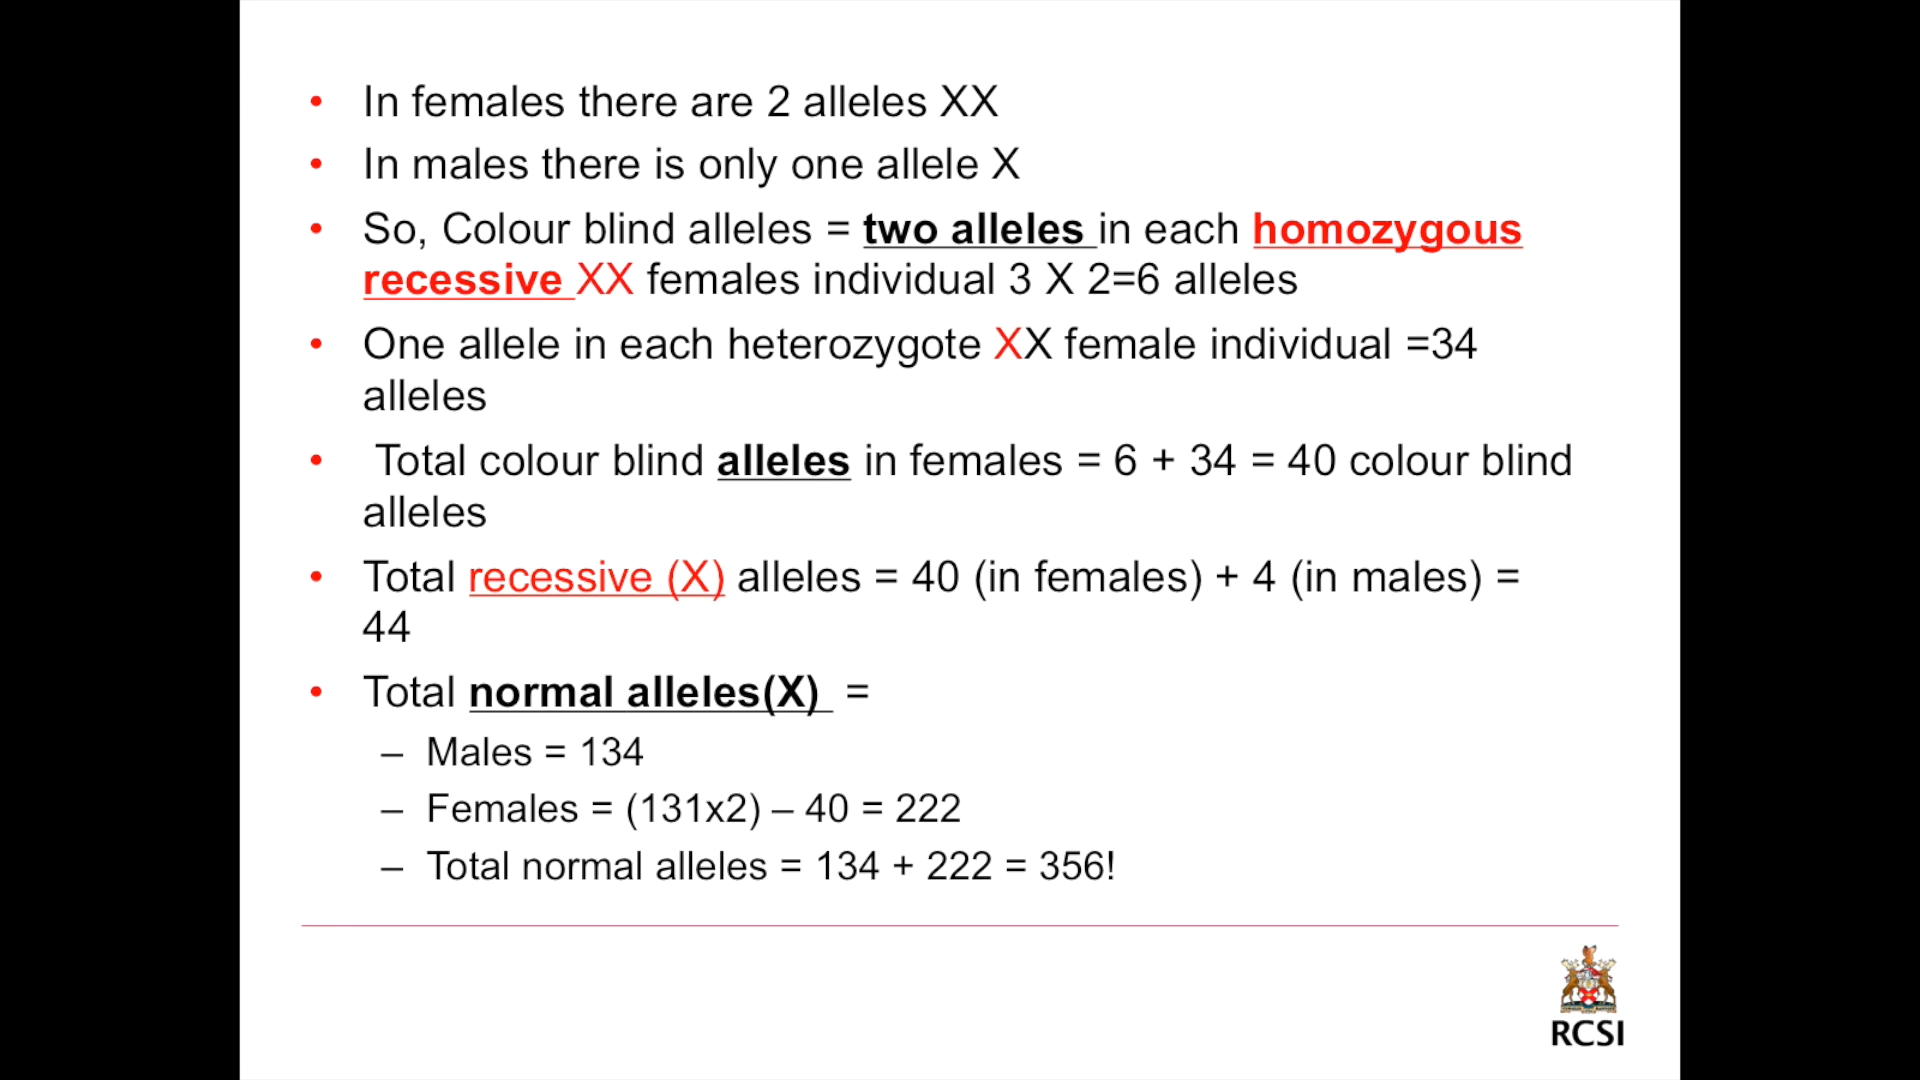 • In females there are 2 alleles XX
• In males there is only one allele X
• So, Colour blind alleles = two alleles in each homozygous
recessive XX females individual 3 X 2=6 alleles
• One allele in each heterozygote XX female individual =34
alleles
• Total colour blind alleles in females = 6 + 34 = 40 colour blind
alleles
• Total recessive (X) alleles = 40 (in females) + 4 (in males) =
44
• Total normal alleles(X) =
– Males = 134
– Females = (131x2) – 40 = 222
– Total normal alleles = 134 + 222 = 356!
RCSI